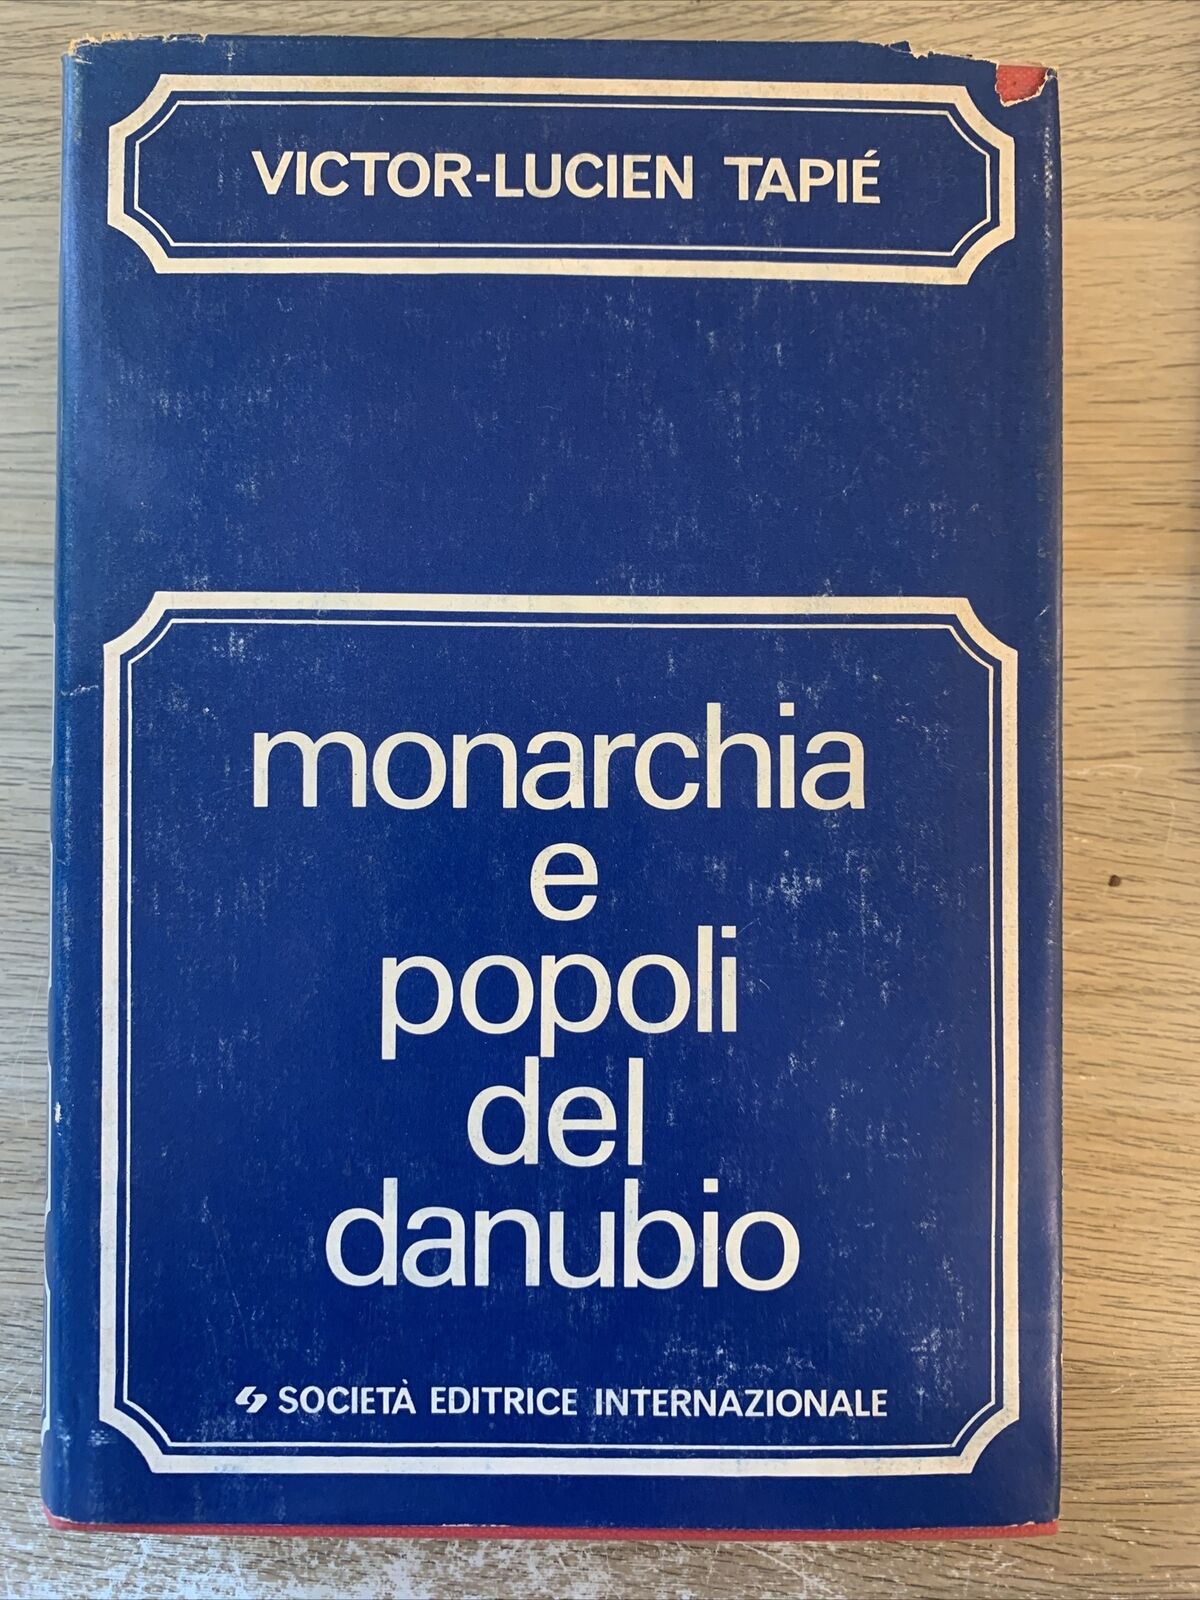 VICTOR-LUCIEN TAPIÉ
monarchia
e
popoli
del
danubio
SOCIETÀ EDITRICE INTERNAZIONALE